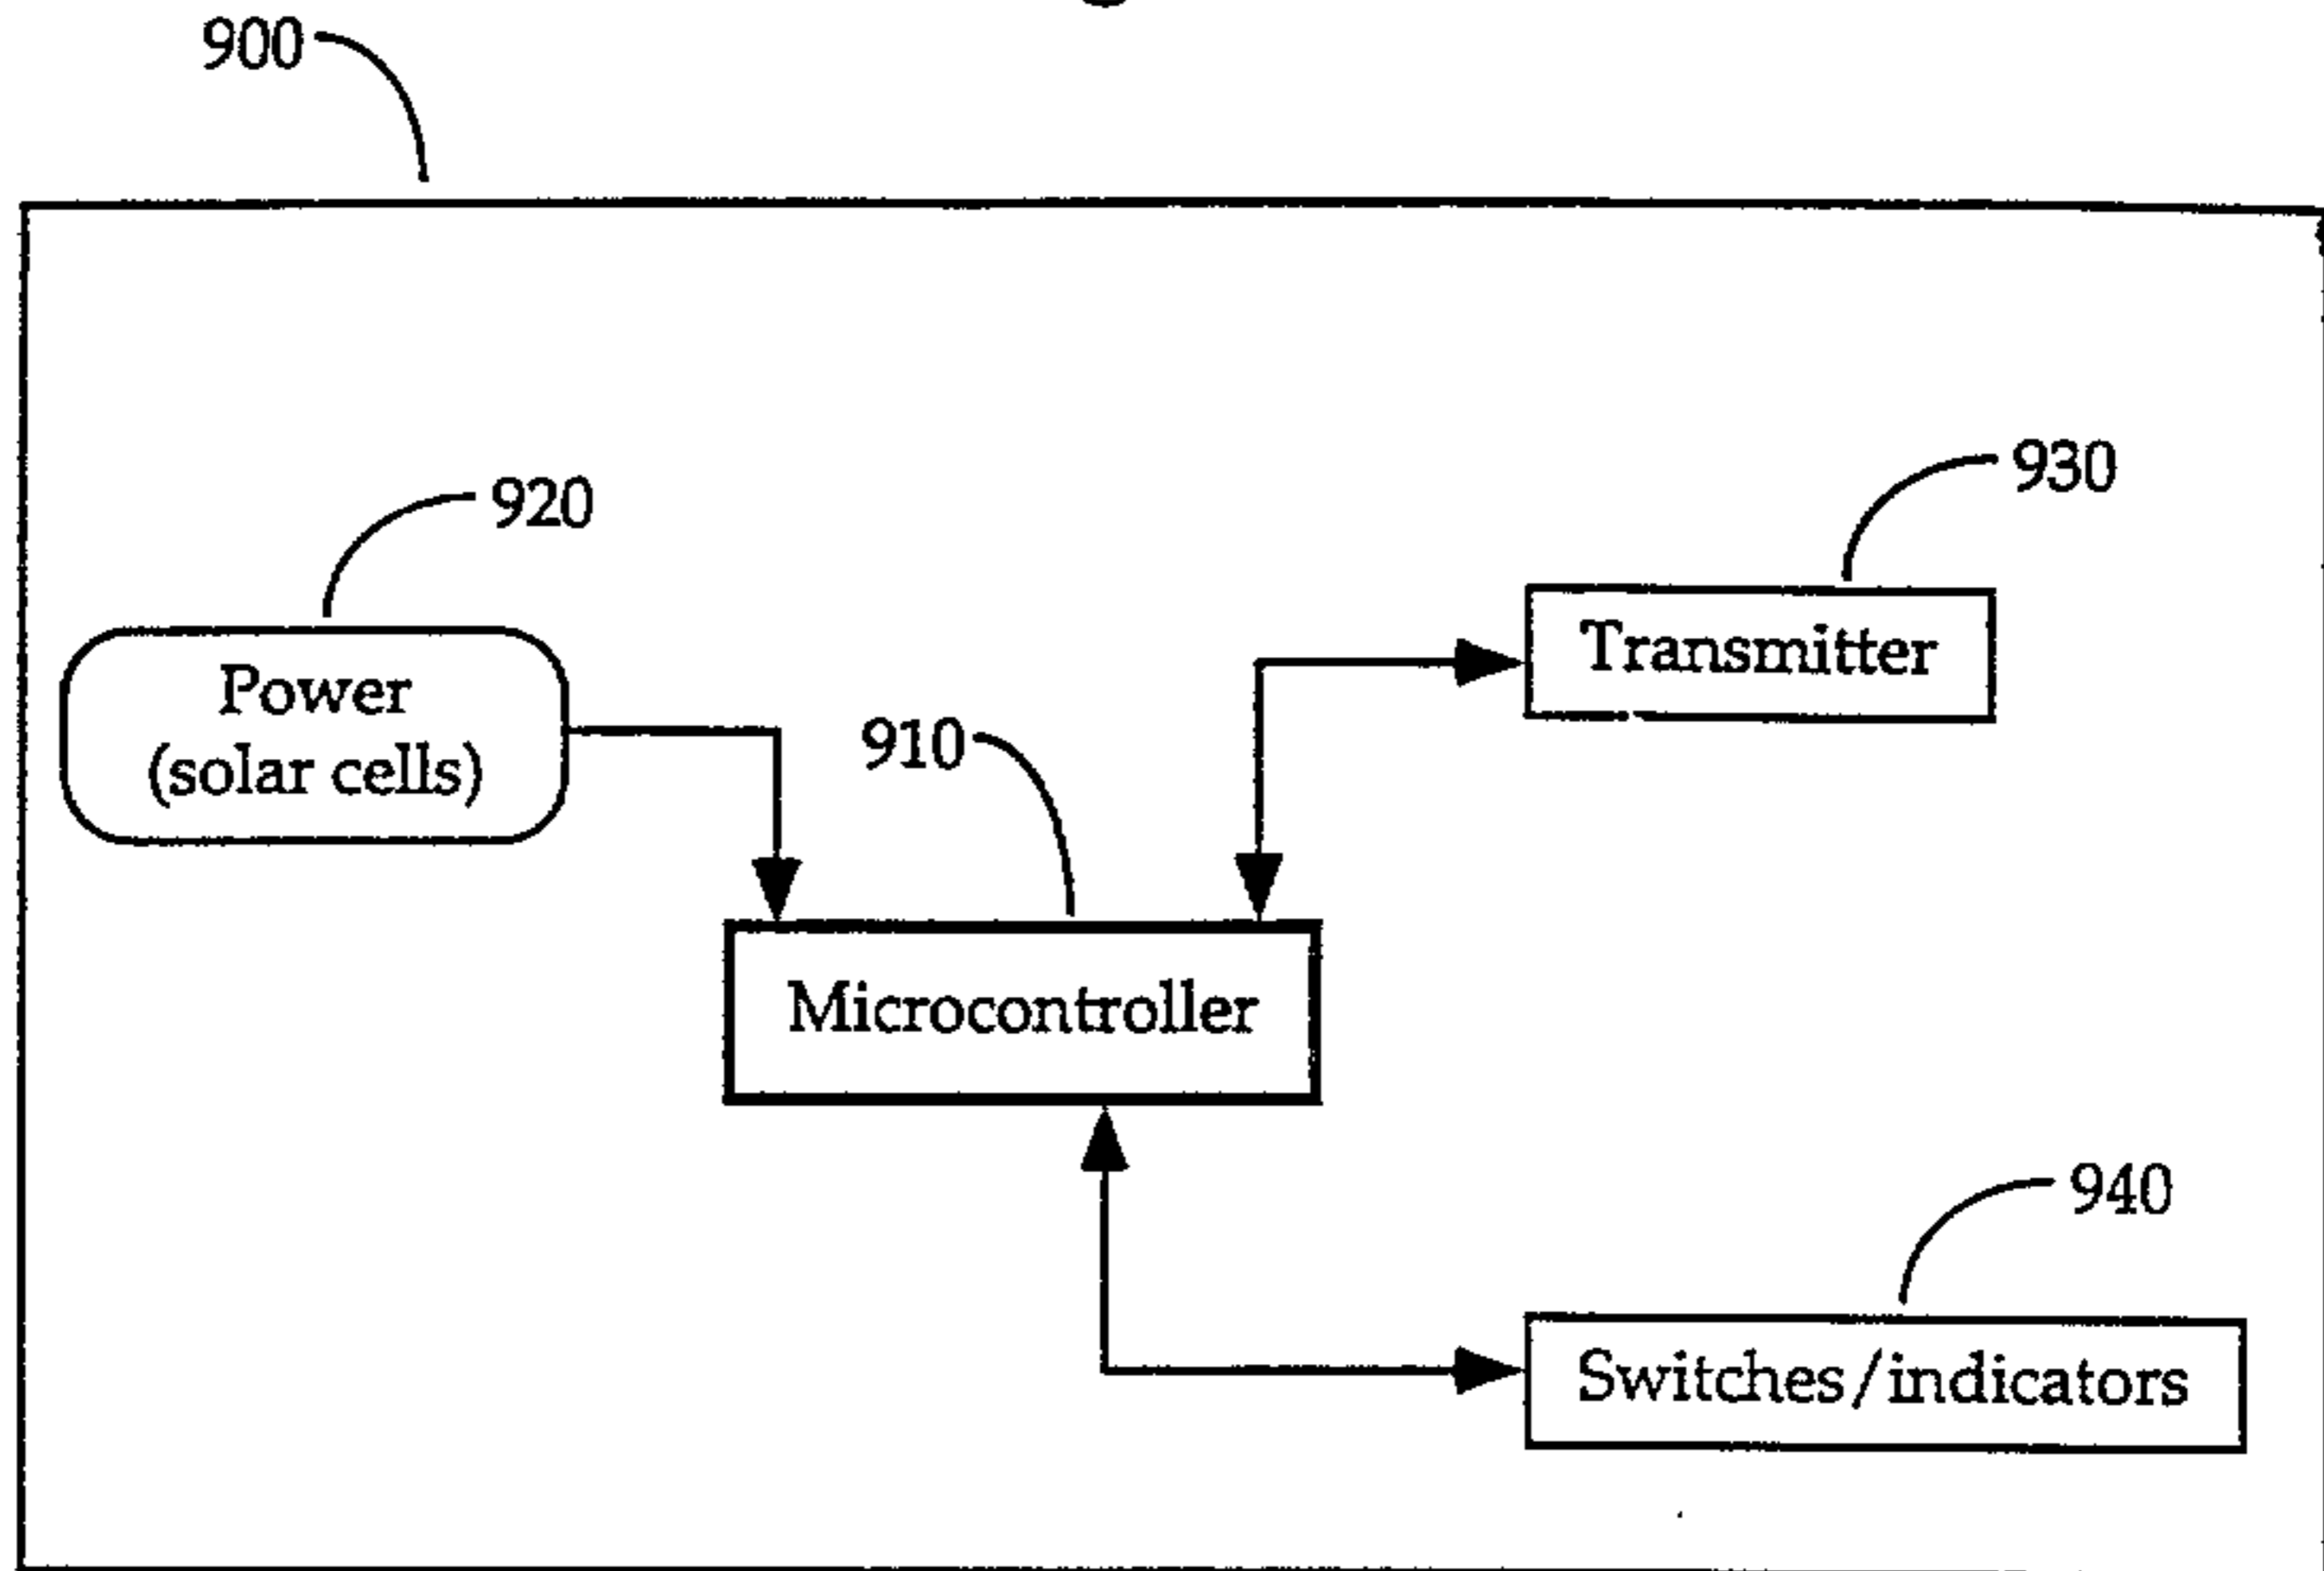 900
920
930
Power
(solar cells)
Transmitter
910
Microcontroller
940
Switches/indicators